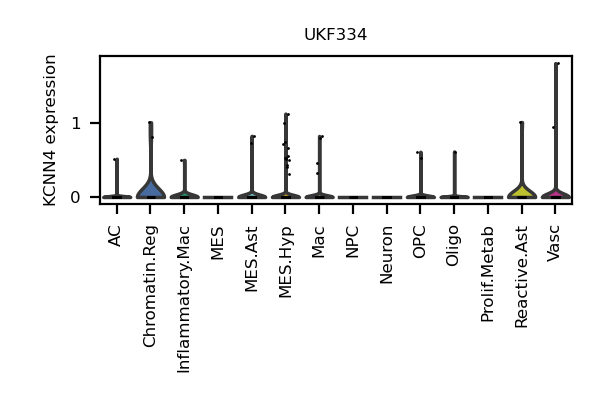 UKF334
KCNN4 expression
1
0
AC
Chromatin.Reg
Inflammatory.Mac
MES
MES.Ast
MES.Hyp
Mac
NPC
Neuron
OPC
Oligo
Prolif.Metab
Reactive.Ast
Vasc